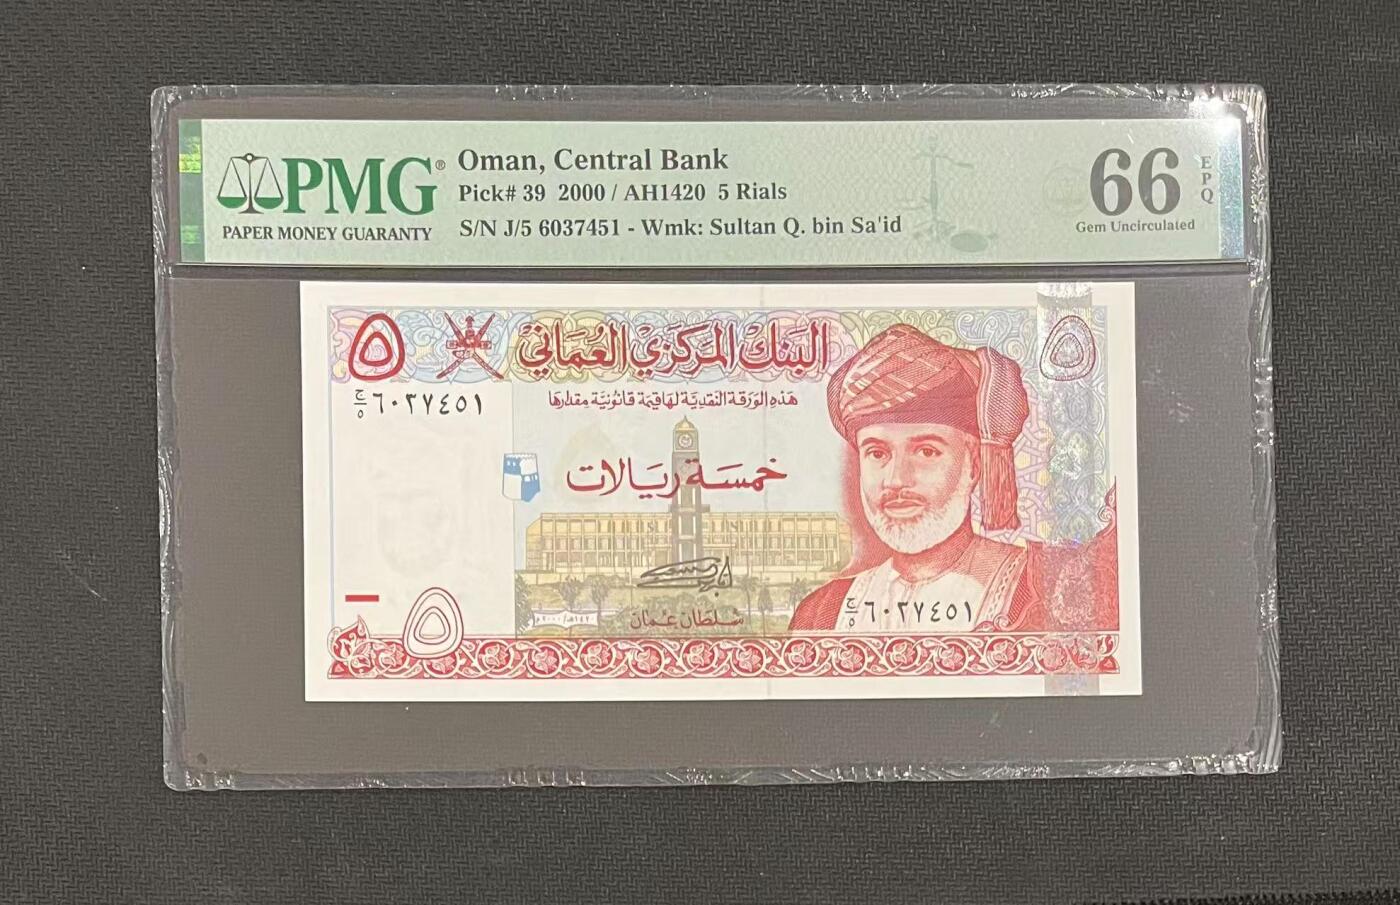 PMG®
PAPER MONEY GUARANTY
Oman, Central Bank
Pick# 39 2000 / AH1420 5 Rials
S/N J/5 6037451 - Wmk: Sultan Q. bin Sa'id
66
EPQ
Gem Uncirculated
٥
البنك المركزي العماني
٥
ج/٥ ٦٠٣٧٤٥١
هذه الورقة النقدية لها قيمة قانونية مقدارها
خمسة ريالات
سلطان عمان
ج/٥ ٦٠٣٧٤٥١
٥